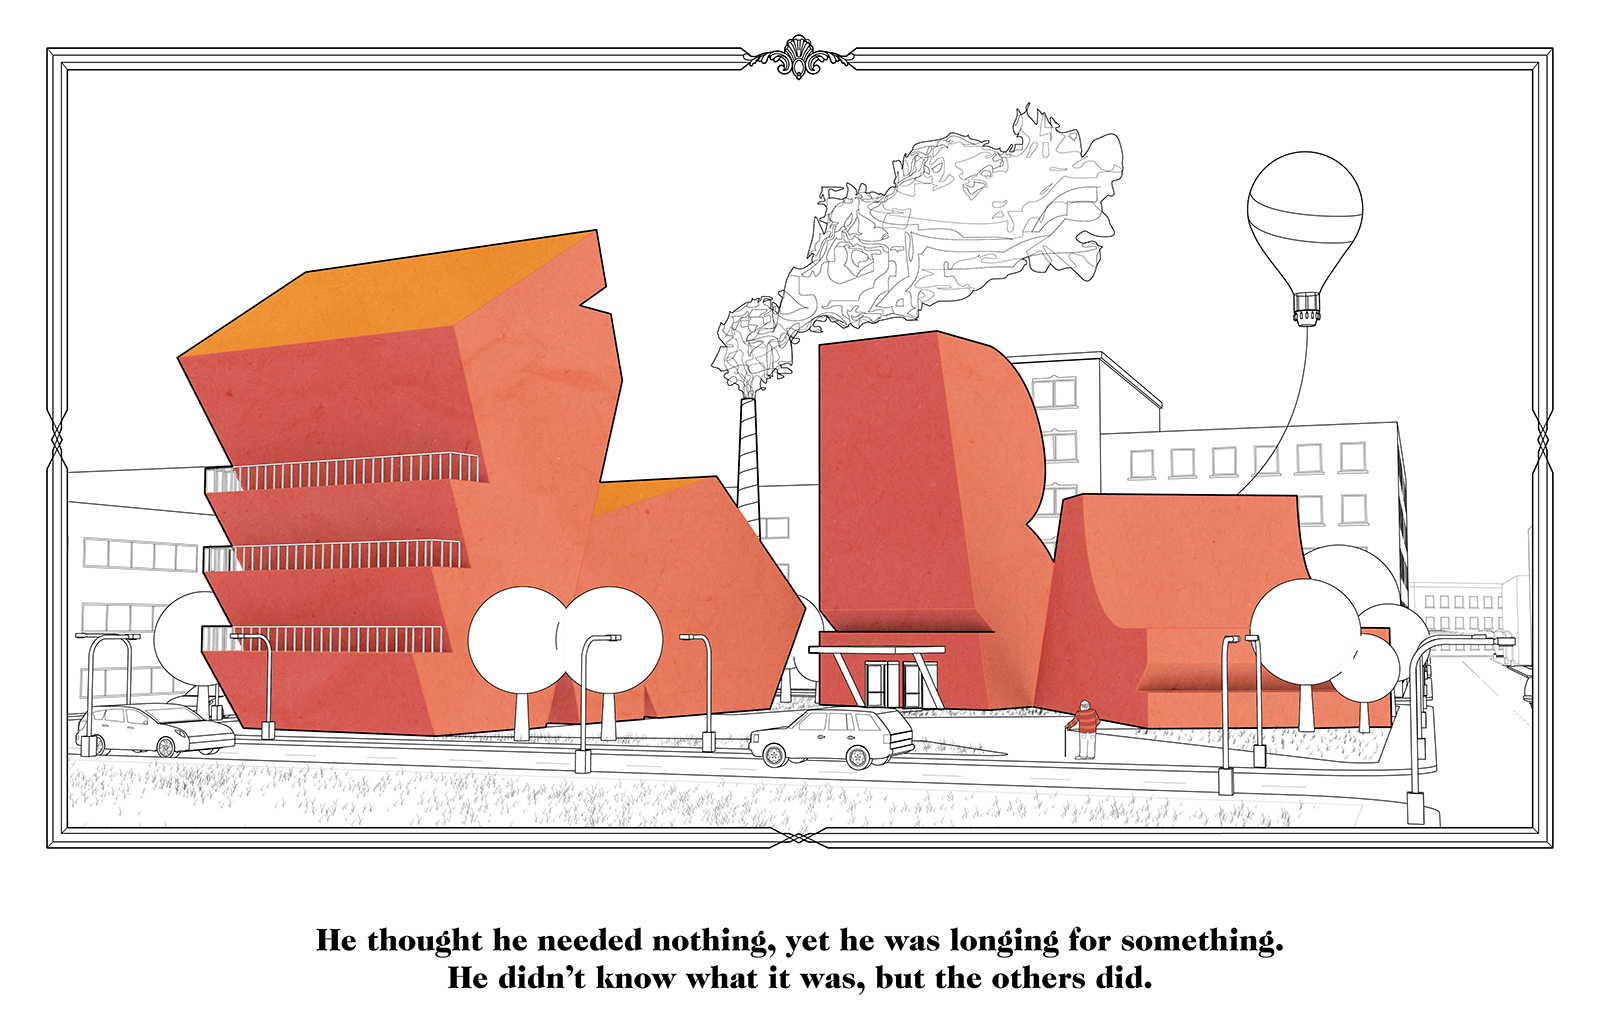 He thought he needed nothing, yet he was longing for something.
He didn't know what it was, but the others did.